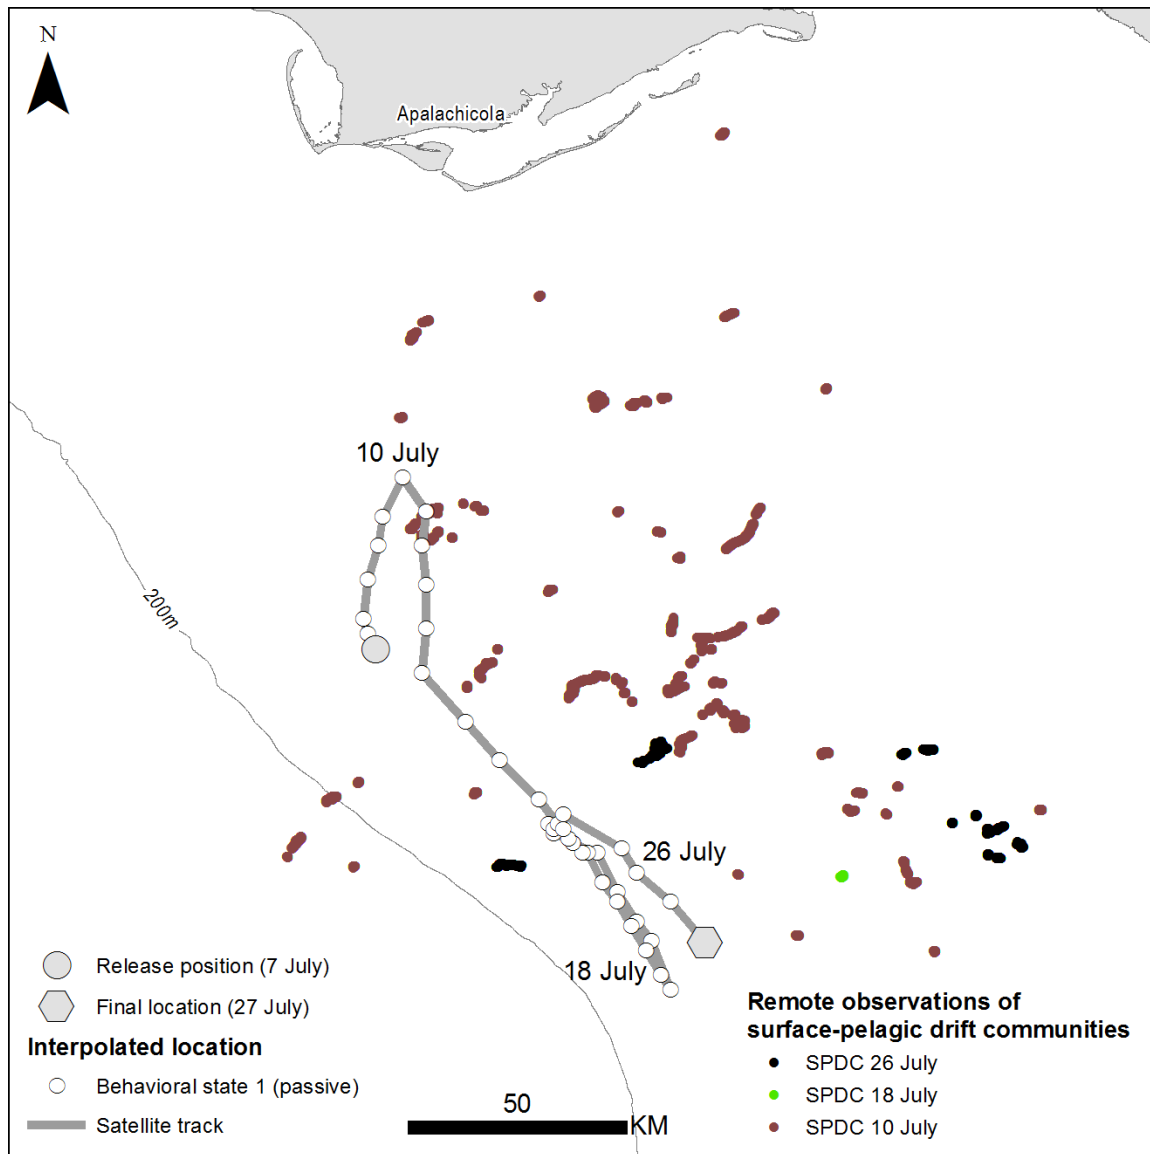 N
Apalachicola
10 July
200m
26 July
18 July
Release position (7 July)
Final location (27 July)
Interpolated location
Behavioral state 1 (passive)
Satellite track
50
KM
Remote observations of
surface-pelagic drift communities
SPDC 26 July
SPDC 18 July
SPDC 10 July